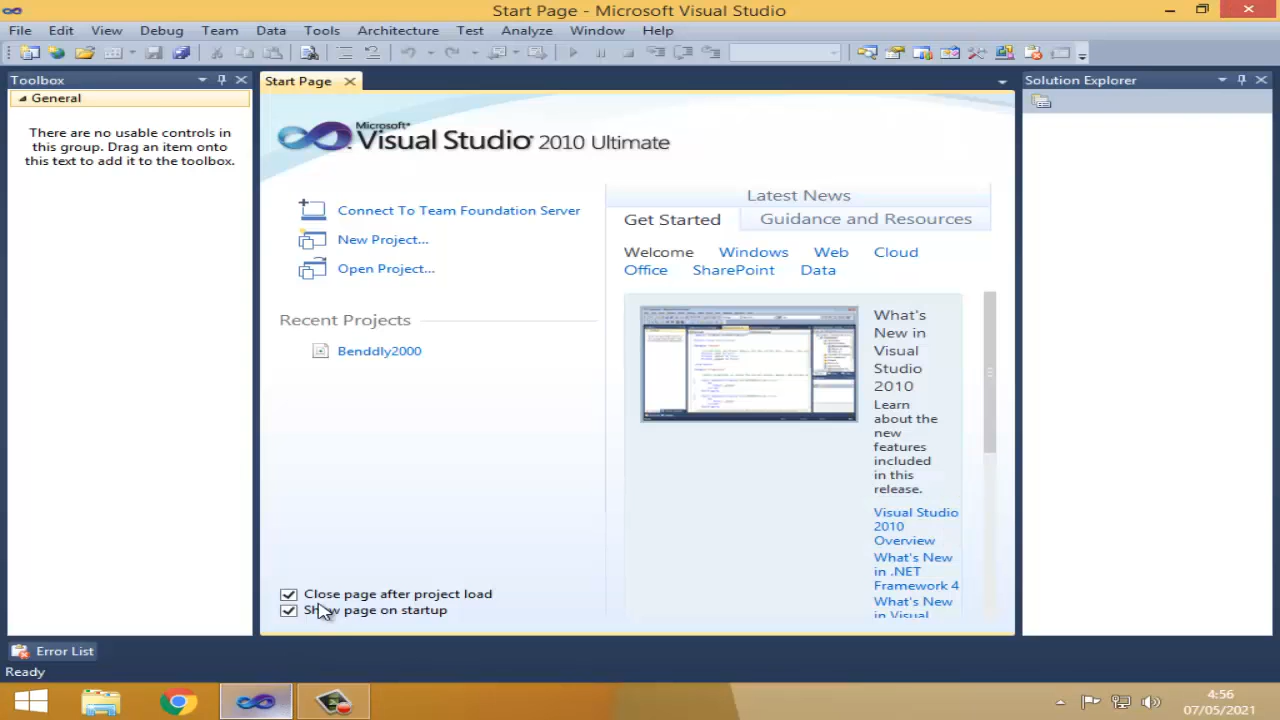 Start Page - Microsoft Visual Studio
File Edit View Debug Team Data Tools Architecture Test Analyze Window Help
Toolbox
General
There are no usable controls in
this group. Drag an item onto
this text to add it to the toolbox.
Start Page
Microsoft®
Visual Studio 2010 Ultimate
Connect To Team Foundation Server
New Project...
Open Project...
Recent Projects
Benddly2000
Close page after project load
Show page on startup
Latest News
Get Started Guidance and Resources
Welcome Windows Web Cloud
Office SharePoint Data
What's
New in
Visual
Studio
2010
Learn
about the
new
features
included
in this
release.
Visual Studio
2010
Overview
What's New
in .NET
Framework 4
What's New
in Visual
Solution Explorer
Error List
Ready
4:56
07/05/2021